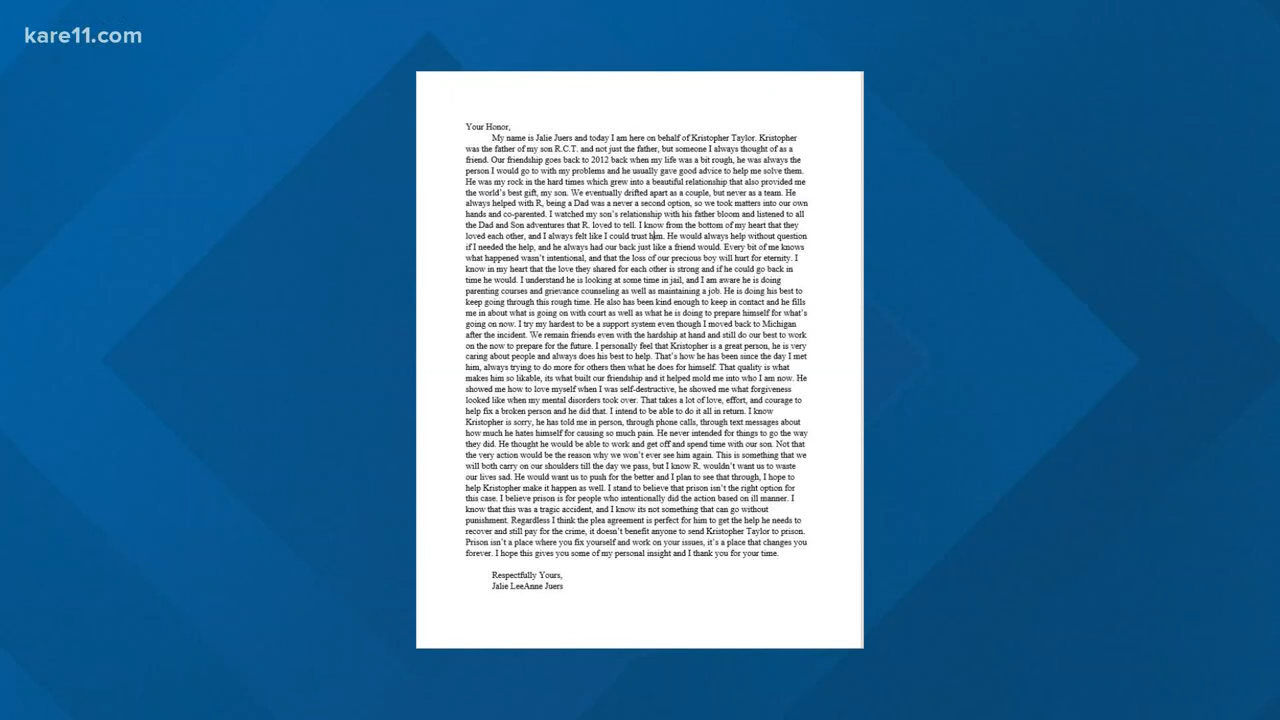 kare11.com
Your Honor,
My name is Jalie Juers and today I am here on behalf of Kristopher Taylor. Kristopher
was the father of my son R.C.T. and not just the father, but someone I always thought of as a
friend. Our friendship goes back to 2012 back when my life was a bit rough, he was always the
person I would go to with my problems and he usually gave good advice to help me solve them.
He was my rock in the hard times which grew into a beautiful relationship that also provided me
the world's best gift, my son. We eventually drifted apart as a couple, but never as a team. He
always helped with R, being a Dad was a never a second option, so we took matters into our own
hands and co-parented. I watched my son's relationship with his father bloom and listened to all
the Dad and Son adventures that R. loved to tell. I know from the bottom of my heart that they
loved each other, and I always felt like I could trust him. He would always help without question
if I needed the help, and he always had our back just like a friend would. Every bit of me knows
what happened wasn't intentional, and that the loss of our precious boy will hurt for eternity. I
know in my heart that the love they shared for each other is strong and if he could go back in
time he would. I understand he is looking at some time in jail, and I am aware he is doing
parenting courses and grievance counseling as well as maintaining a job. He is doing his best to
keep going through this rough time. He also has been kind enough to keep in contact and he fills
me in about what is going on with court as well as what he is doing to prepare himself for what's
going on now. I try my hardest to be a support system even though I moved back to Michigan
after the incident. We remain friends even with the hardship at hand and still do our best to work
on the now to prepare for the future. I personally feel that Kristopher is a great person, he is very
caring about people and always does his best to help. That's how he has been since the day I met
him, always trying to do more for others then what he does for himself. That quality is what
makes him so likable, its what built our friendship and it helped mold me into who I am now. He
showed me how to love myself when I was self-destructive, he showed me what forgiveness
looked like when my mental disorders took over. That takes a lot of love, effort, and courage to
help fix a broken person and he did that. I intend to be able to do it all in return. I know
Kristopher is sorry, he has told me in person, through phone calls, through text messages about
how much he hates himself for causing so much pain. He never intended for things to go the way
they did. He thought he would be able to work and get off and spend time with our son. Not that
the very action would be the reason why we won't ever see him again. This is something that we
will both carry on our shoulders till the day we pass, but I know R. wouldn't want us to waste
our lives sad. He would want us to push for the better and I plan to see that through, I hope to
help Kristopher make it happen as well. I stand to believe that prison isn't the right option for
this case. I believe prison is for people who intentionally did the action based on ill manner. I
know that this was a tragic accident, and I know its not something that can go without
punishment. Regardless I think the plea agreement is perfect for him to get the help he needs to
recover and still pay for the crime, it doesn't benefit anyone to send Kristopher Taylor to prison.
Prison isn't a place where you fix yourself and work on your issues, it's a place that changes you
forever. I hope this gives you some of my personal insight and I thank you for your time.
Respectfully Yours,
Jalie LeeAnne Juers